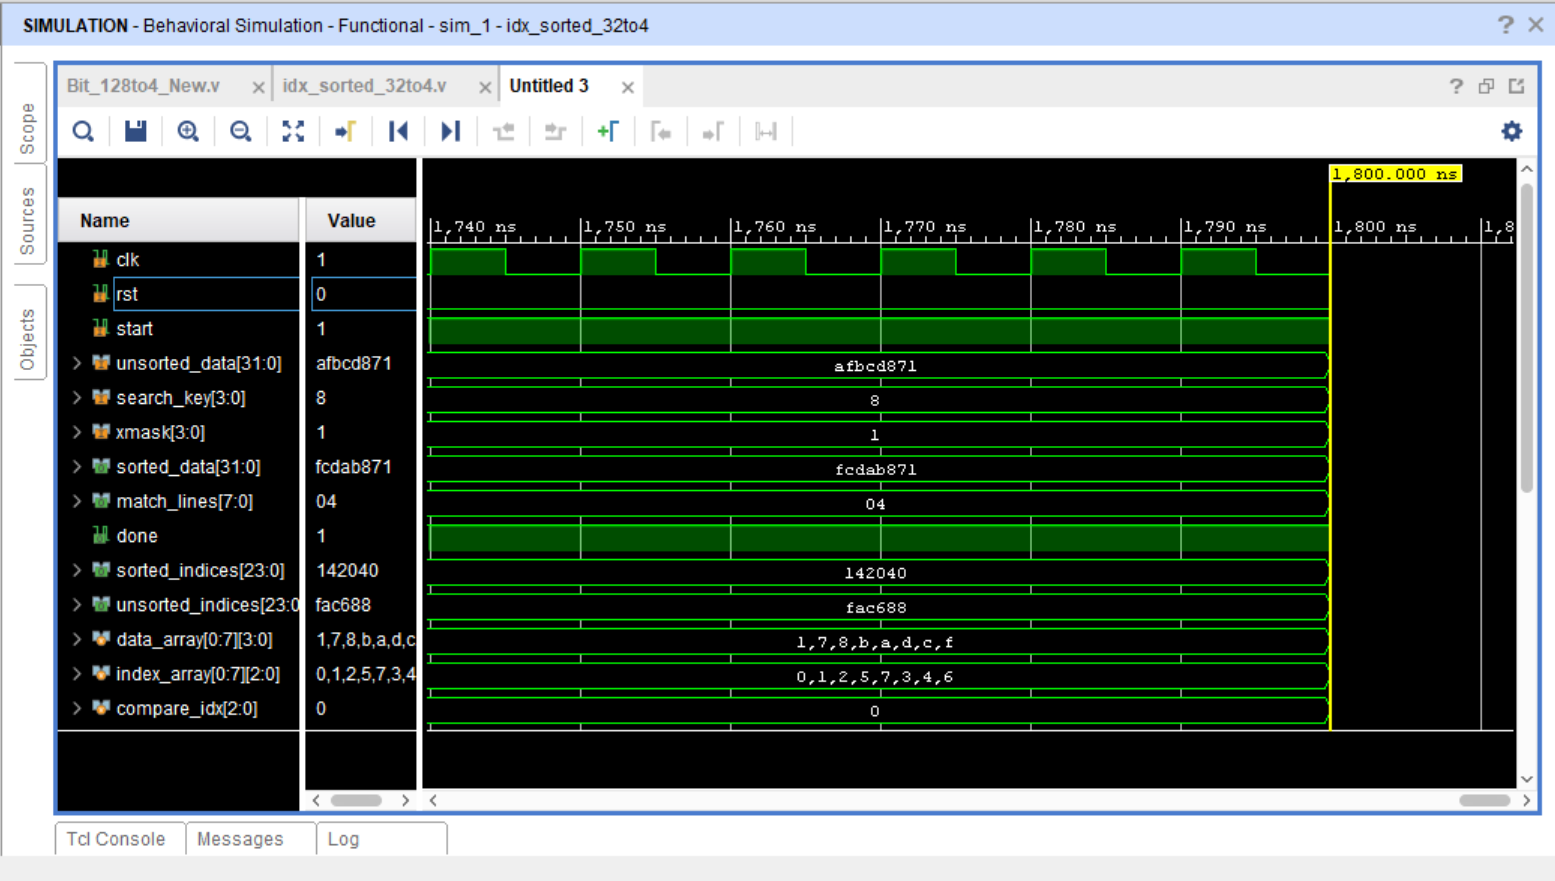 SIMULATION - Behavioral Simulation - Functional - sim_1 - idx_sorted_32to4
Scope
Sources
Objects
Bit_128to4_New.v
idx_sorted_32to4.v
Untitled 3
1,800.000 ns
Name Value
1,740 ns 1,750 ns 1,760 ns 1,770 ns 1,780 ns 1,790 ns 1,800 ns 1,8
clk 1
rst 0
start 1
unsorted_data[31:0] afbcd871 afbcd871
search_key[3:0] 8 8
xmask[3:0] 1 1
sorted_data[31:0] fcdab871 fcdab871
match_lines[7:0] 04 04
done 1
sorted_indices[23:0] 142040 142040
unsorted_indices[23:0 fac688 fac688
data_array[0:7][3:0] 1,7,8,b,a,d,c 1,7,8,b,a,d,c,f
index_array[0:7][2:0] 0,1,2,5,7,3,4 0,1,2,5,7,3,4,6
compare_idx[2:0] 0 0
Tcl Console Messages Log